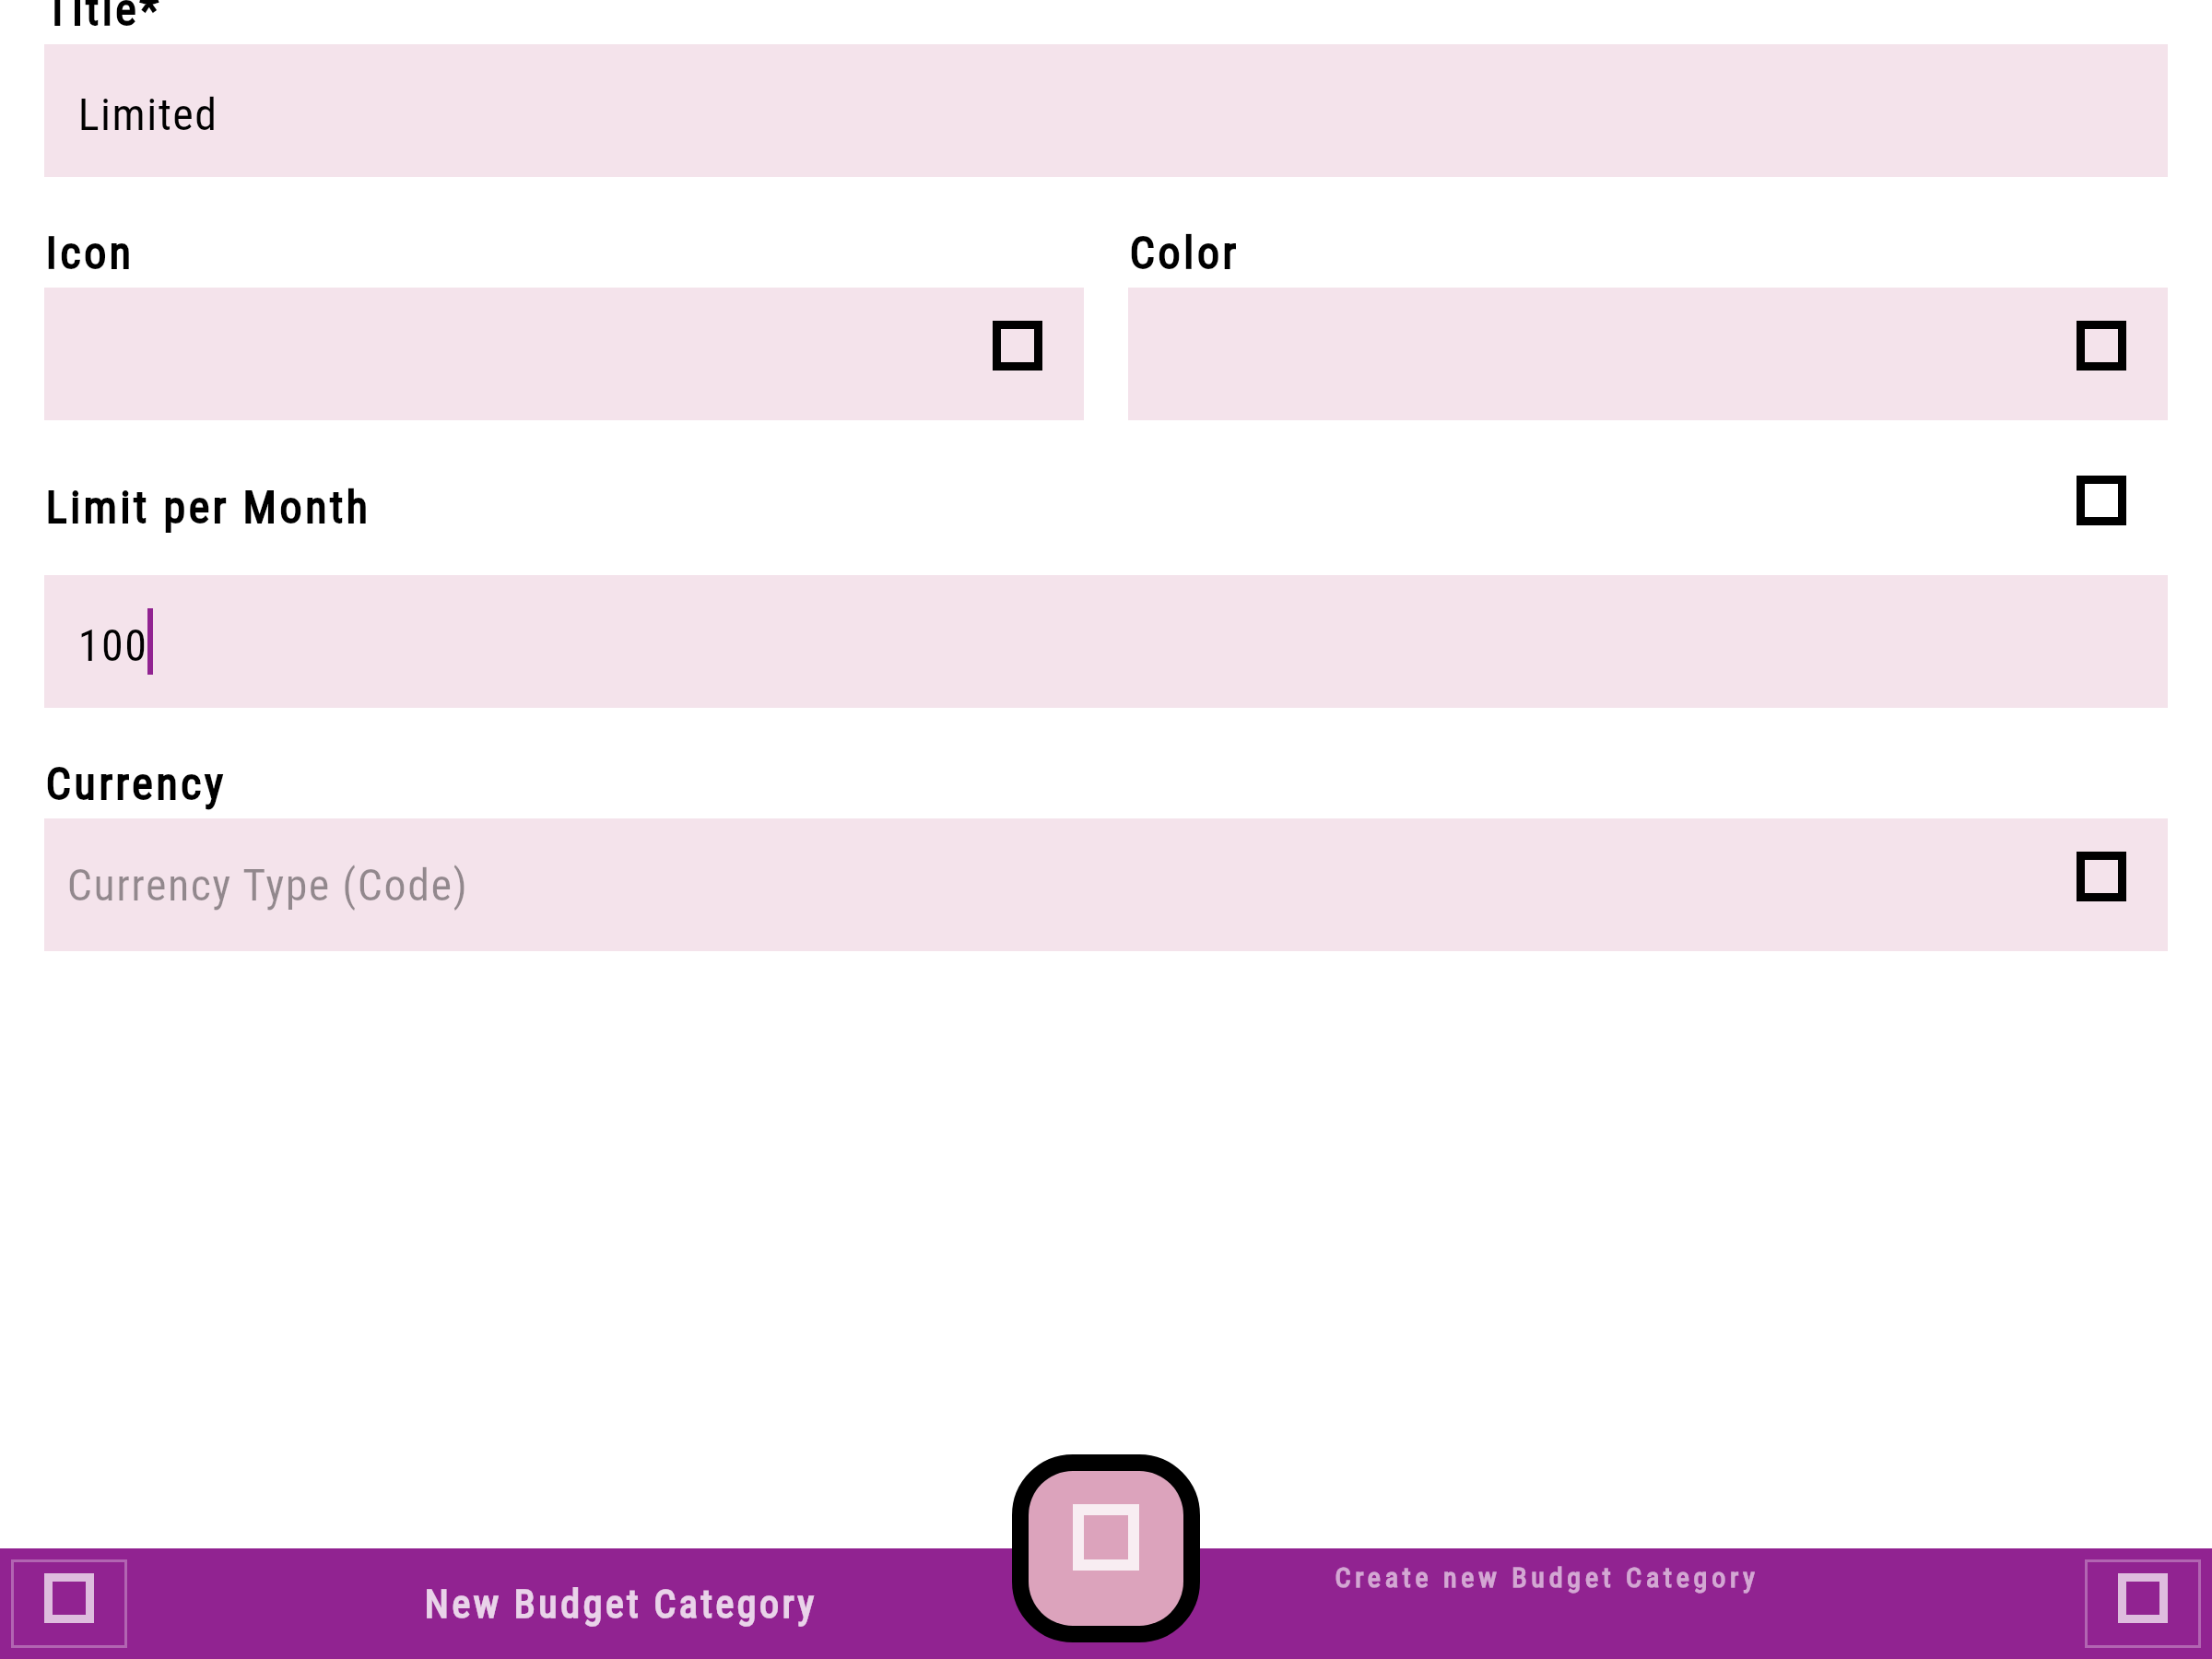 Title*
Limited
Icon
Color
Limit per Month
100
Currency
Currency Type (Code)
New Budget Category
Create new Budget Category